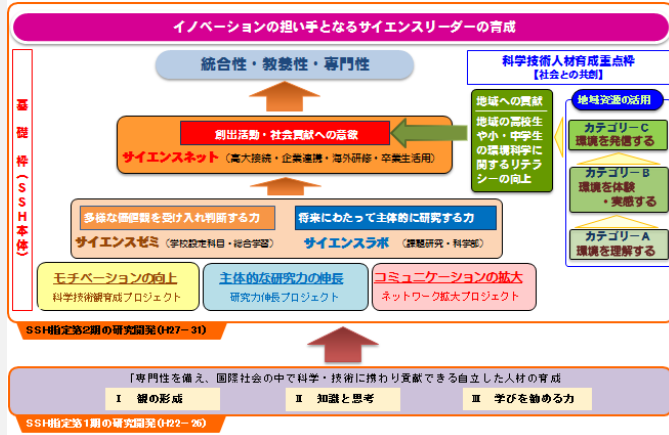 イノベーションの担い手となるサイエンスリーダーの育成
統合性・教養性・専門性
科学技術人材育成重点枠
【社会との共創】
基礎枠(SSH本体)
創出活動・社会貢献への意欲
サイエンスネット(高大接続・企業連携・海外研修・卒業生活用)
地域への貢献
地域の高校生
や小・中学生
の環境科学に
関するリテラ
シーの向上
地域資源の活用
カテゴリーC
環境を発信する
カテゴリーB
環境を体験
・実感する
カテゴリーA
環境を理解する
多様な価値観を受け入れ判断する力
将来にわたって主体的に研究する力
サイエンスゼミ(学校設定科目・総合学習)
サイエンスラボ(課題研究・科学部)
モチベーションの向上
科学技術観育成プロジェクト
主体的な研究力の伸長
研究力伸長プロジェクト
コミュニケーションの拡大
ネットワーク拡大プロジェクト
SSH指定第2期の研究開発(H27-31)
「専門性を備え、国際社会の中で科学・技術に携わり貢献できる自立した人材の育成
Ⅰ 観の形成
Ⅱ 知識と思考
Ⅲ 学びを勧める力
SSH指定第1期の研究開発(H22-26)